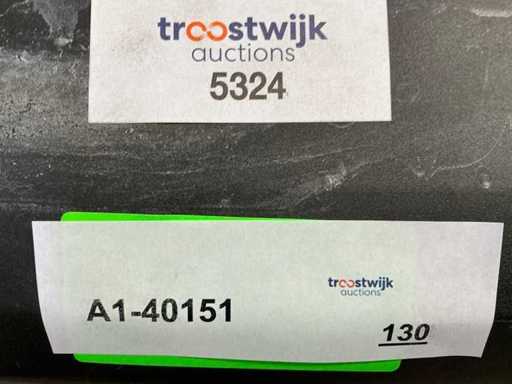 troostwijk
auctions
5324
troostwijk
auctions
A1-40151
130